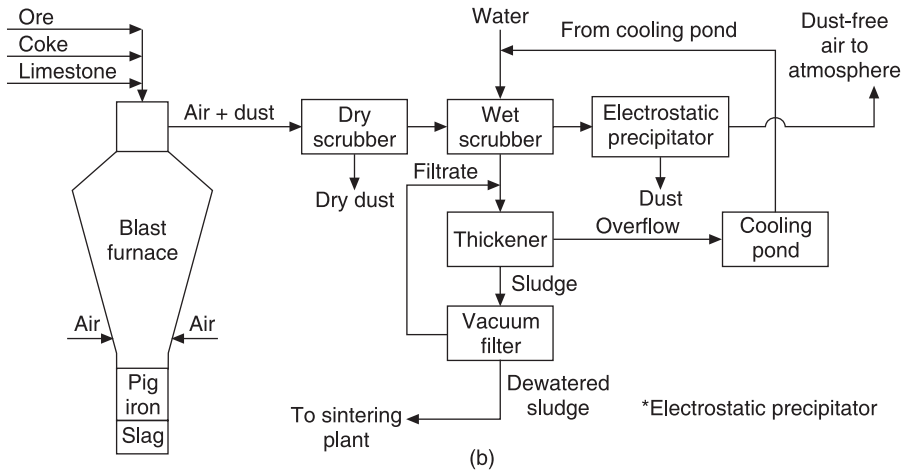 Ore
Coke
Limestone
Air + dust
Dry
scrubber
Dry dust
Water
From cooling pond
Wet
scrubber
Electrostatic
precipitator
Dust
Dust-free
air to
atmosphere
Filtrate
Thickener
Overflow
Cooling
pond
Sludge
Vacuum
filter
Dewatered
sludge
To sintering
plant
Blast
furnace
Air
Air
Pig
iron
Slag
*Electrostatic precipitator
(b)